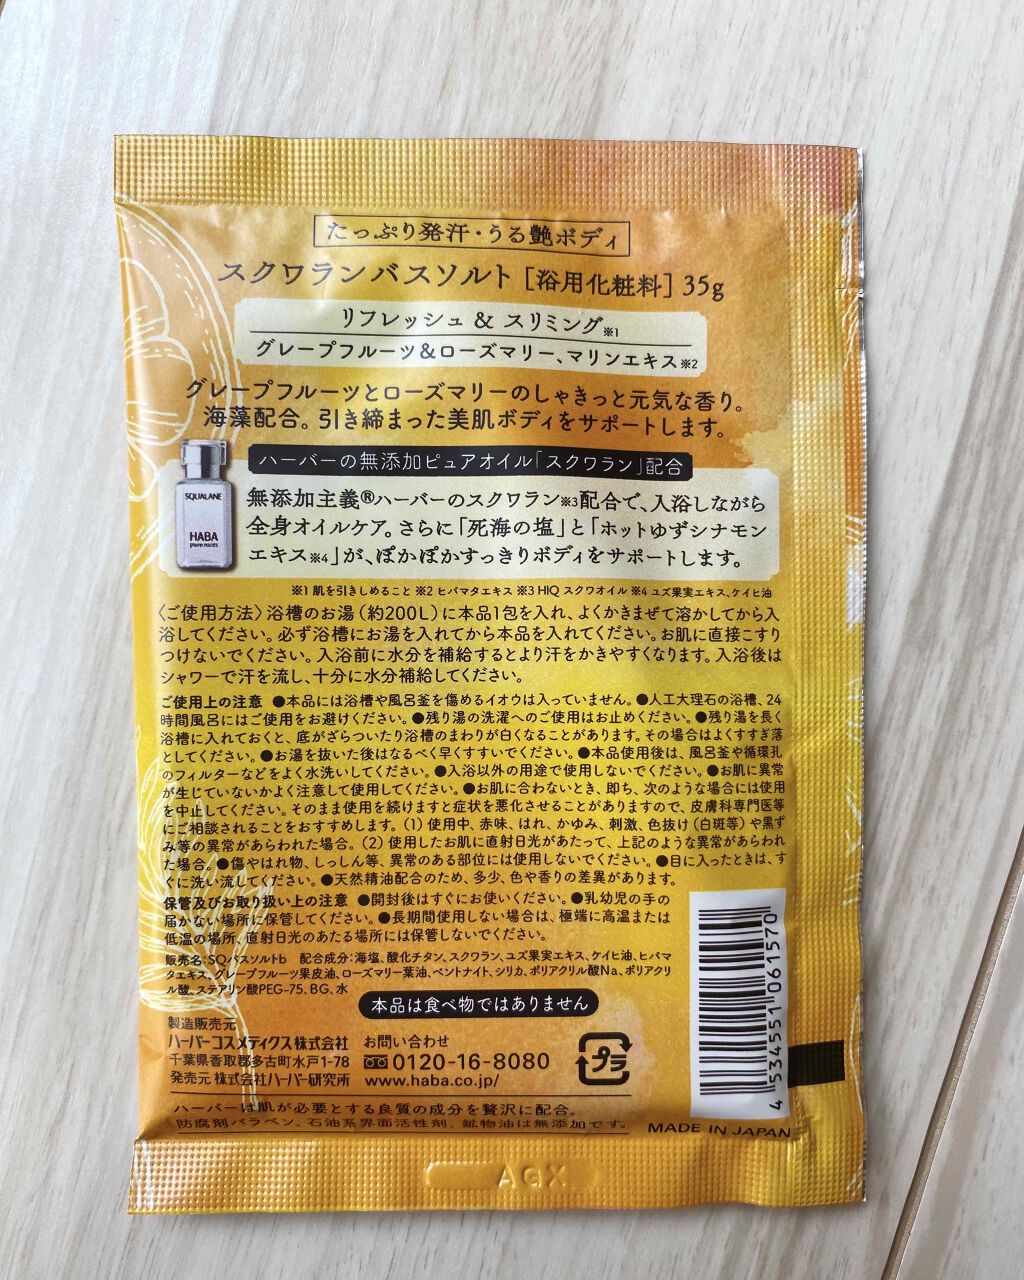 たっぷり発汗・うる艶ボディ
スクワランバスソルト［浴用化粧料］35g
リフレッシュ & スリミング※1
グレープフルーツ&ローズマリー、マリンエキス※2
グレープフルーツとローズマリーのしゃきっと元気な香り。
海藻配合。引き締まった美肌ボディをサポートします。
ハーバーの無添加ピュアオイル「スクワラン」配合
SQUALANE
HABA
pure roots
無添加主義®ハーバーのスクワラン※3配合で、入浴しながら
全身オイルケア。さらに「死海の塩」と「ホットゆずシナモン
エキス※4」が、ぽかぽかすっきりボディをサポートします。
※1 肌を引きしめること ※2 ヒバマタエキス ※3 HIQ スクワオイル ※4 ユズ果実エキス、ケイヒ油
〈ご使用方法〉浴槽のお湯（約200L）に本品1包を入れ、よくかきまぜて溶かしてから入
浴してください。必ず浴槽にお湯を入れてから本品を入れてください。お肌に直接こすり
つけないでください。入浴前に水分を補給するとより汗をかきやすくなります。入浴後は
シャワーで汗を流し、十分に水分補給してください。
ご使用上の注意 ●本品には浴槽や風呂釜を傷めるイオウは入っていません。●人工大理石の浴槽、24
時間風呂にはご使用をお避けください。●残り湯の洗濯へのご使用はお止めください。●残り湯を長く
浴槽に入れておくと、底がざらついたり浴槽のまわりが白くなることがあります。その場合はよくすすぎ落
としてください。●お湯を抜いた後はなるべく早くすすいでください。●本品使用後は、風呂釜や循環孔
のフィルターなどをよく水洗いしてください。●入浴以外の用途で使用しないでください。●お肌に異常
が生じていないかよく注意して使用してください。●お肌に合わないとき、即ち、次のような場合には使用
を中止してください。そのまま使用を続けますと症状を悪化させることがありますので、皮膚科専門医等
にご相談されることをおすすめします。（1）使用中、赤味、はれ、かゆみ、刺激、色抜け（白斑等）や黒ず
み等の異常があらわれた場合。（2）使用したお肌に直射日光があたって、上記のような異常があらわれ
た場合。●傷やはれ物、しっしん等、異常のある部位には使用しないでください。●目に入ったときは、す
ぐに洗い流してください。●天然精油配合のため、多少、色や香りの差異があります。
保管及びお取り扱い上の注意 ●開封後はすぐにお使いください。●乳幼児の手の
届かない場所に保管してください。●長期間使用しない場合は、極端に高温または
低温の場所、直射日光のあたる場所には保管しないでください。
販売名：SQバスソルトb 配合成分：海塩、酸化チタン、スクワラン、ユズ果実エキス、ケイヒ油、ヒバマ
タエキス、グレープフルーツ果皮油、ローズマリー葉油、ベントナイト、シリカ、ポリアクリル酸Na、ポリアクリ
ル酸、ステアリン酸PEG-75、BG、水
本品は食べ物ではありません
製造販売元
ハーバーコスメティクス株式会社
千葉県香取郡多古町水戸1-78
発売元 株式会社ハーバー研究所
お問い合わせ
0120-16-8080
www.haba.co.jp/
プラ
4 534551 061570
ハーバーは肌が必要とする良質の成分を贅沢に配合。
防腐剤パラベン、石油系界面活性剤、鉱物油は無添加です。
MADE IN JAPAN